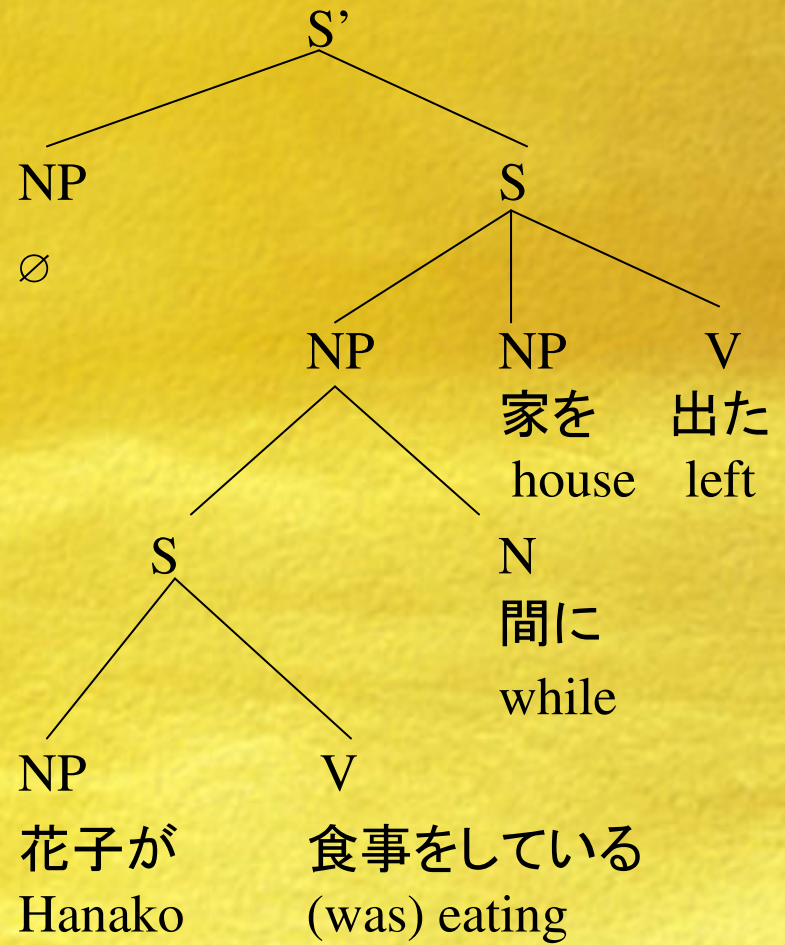 S’
NP S
∅
NP NP V
家を 出た
house left
S N
間に
while
NP V
花子が 食事をしている
Hanako (was) eating